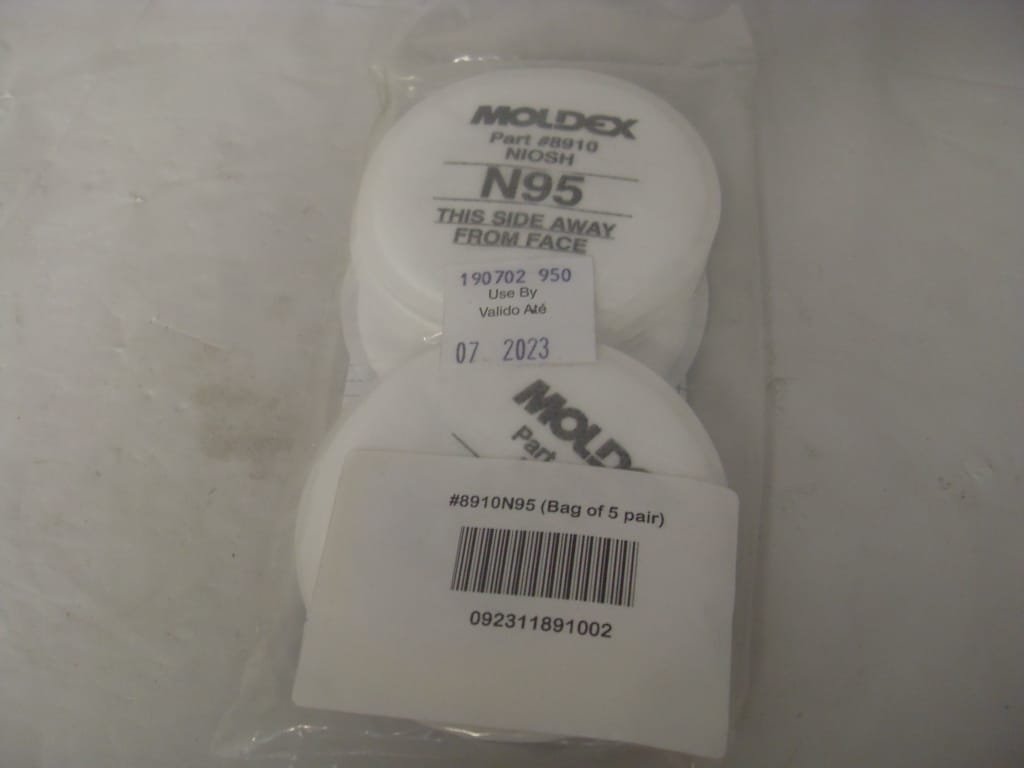 MOLDEX
Part #8910
NIOSH
N95
THIS SIDE AWAY
FROM FACE
190702 950
Use By
Valido Até
07 2023
MOLD
Part
#8910N95 (Bag of 5 pair)
092311891002